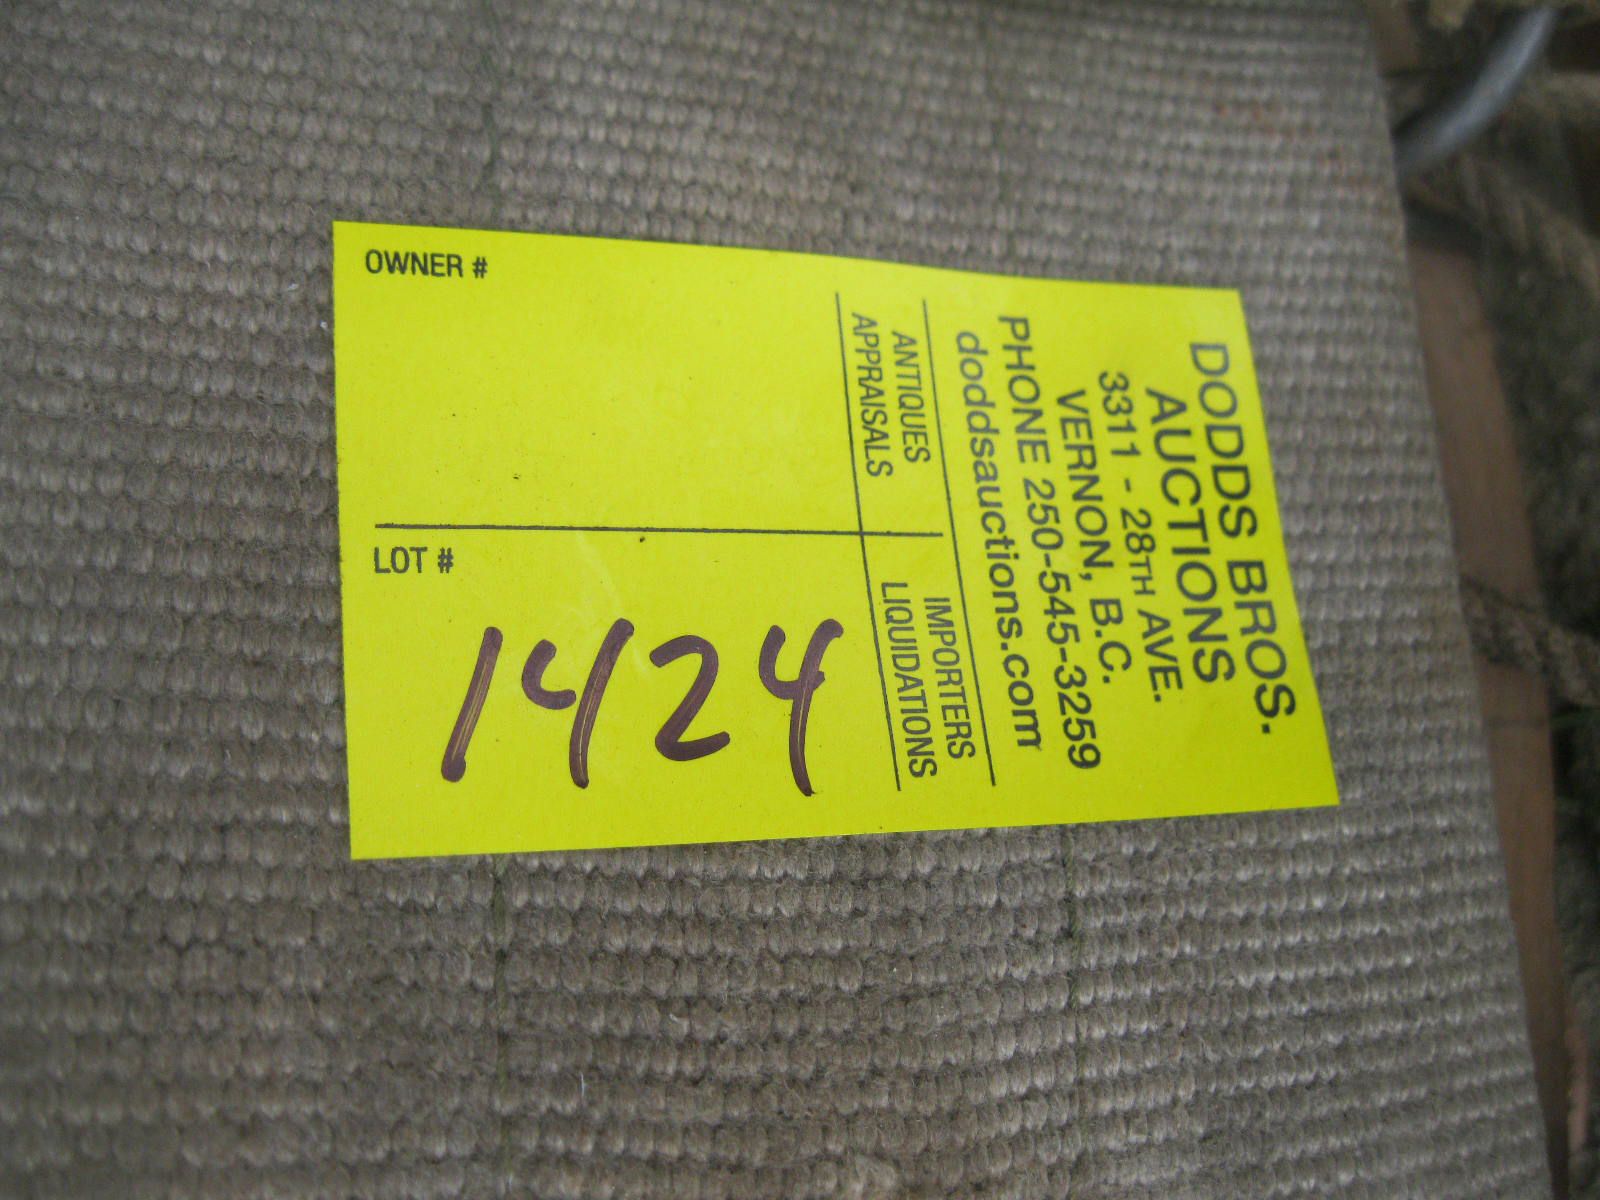 DODDS BROS.
AUCTIONS
3311 - 28TH AVE.
VERNON, B.C.
PHONE 250-545-3259
doddsauctions.com
ANTIQUES
APPRAISALS
IMPORTERS
LIQUIDATIONS
OWNER #
LOT #
1424